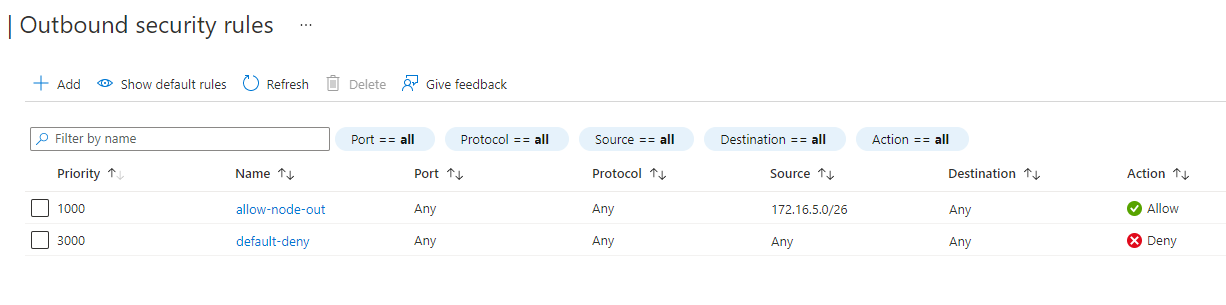 | Outbound security rules ...
Add Show default rules Refresh Delete Give feedback
Filter by name Port == all Protocol == all Source == all Destination == all Action == all
Priority Name Port Protocol Source Destination Action
1000 allow-node-out Any Any 172.16.5.0/26 Any Allow
3000 default-deny Any Any Any Any Deny